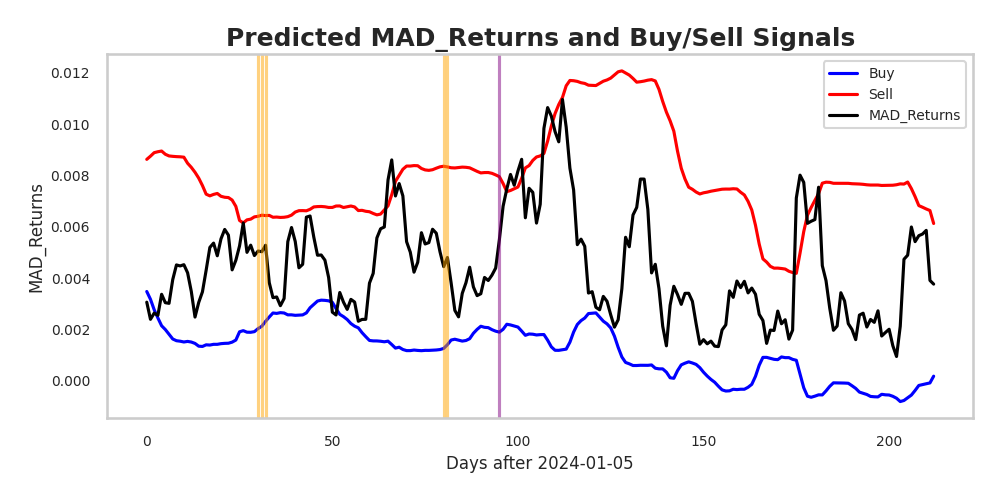 Predicted MAD_Returns and Buy/Sell Signals
Buy
Sell
MAD_Returns
MAD_Returns
0.012
0.010
0.008
0.006
0.004
0.002
0.000
0
50
100
150
200
Days after 2024-01-05